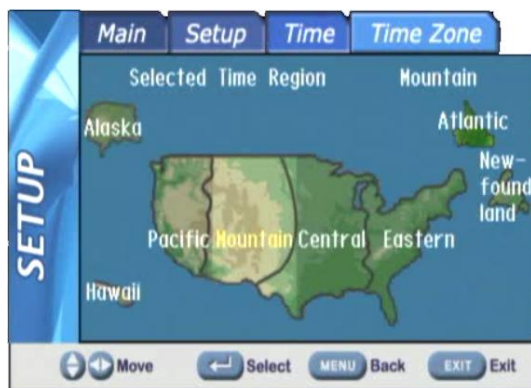 Main Setup Time Time Zone
Selected Time Region Mountain
Alaska
Atlantic
New-
found
land
Pacific Mountain Central Eastern
Hawaii
SETUP
Move Select MENU Back EXIT Exit